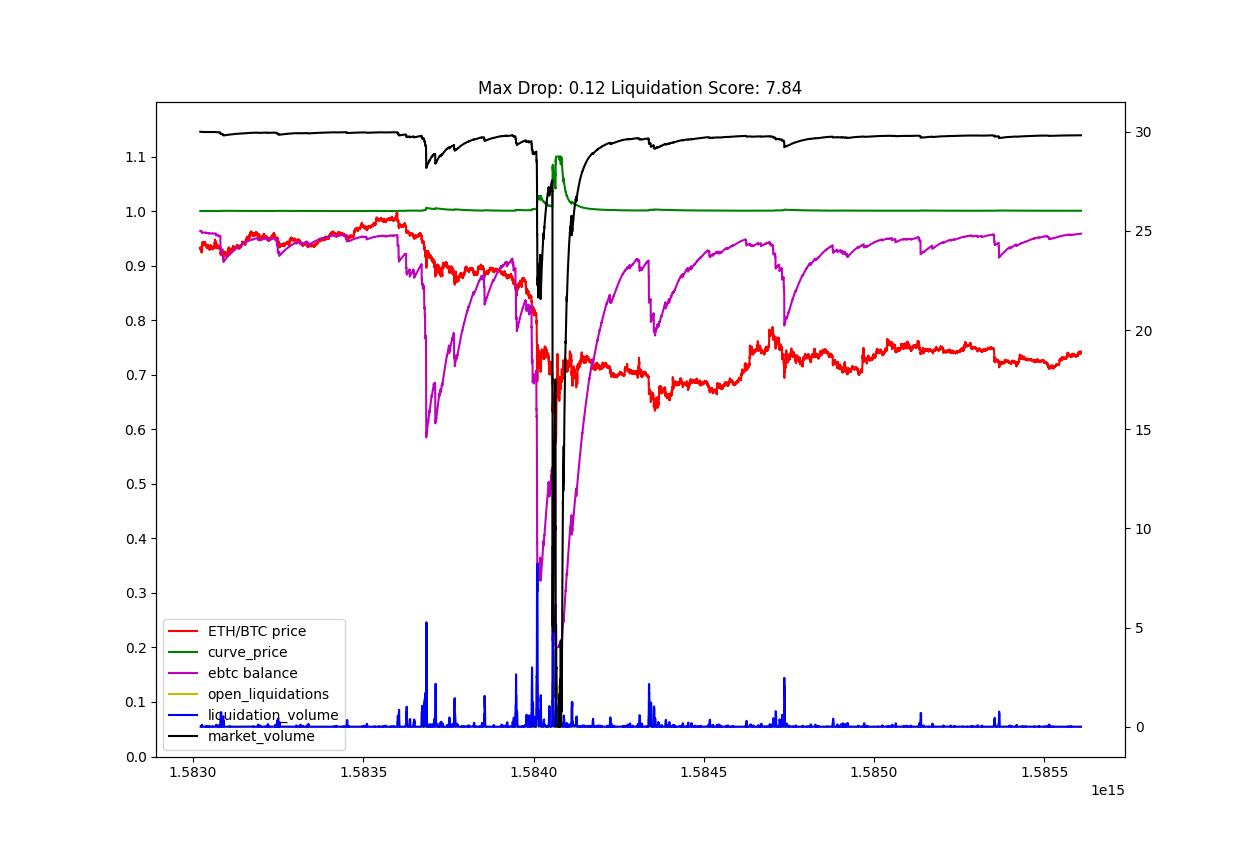 Max Drop: 0.12 Liquidation Score: 7.84
1.1
1.0
0.9
0.8
0.7
0.6
0.5
0.4
0.3
0.2
0.1
0.0
30
25
20
15
10
5
0
ETH/BTC price
curve_price
ebtc balance
open_liquidations
liquidation_volume
market_volume
1.5830 1.5835 1.5840 1.5845 1.5850 1.5855
1e15